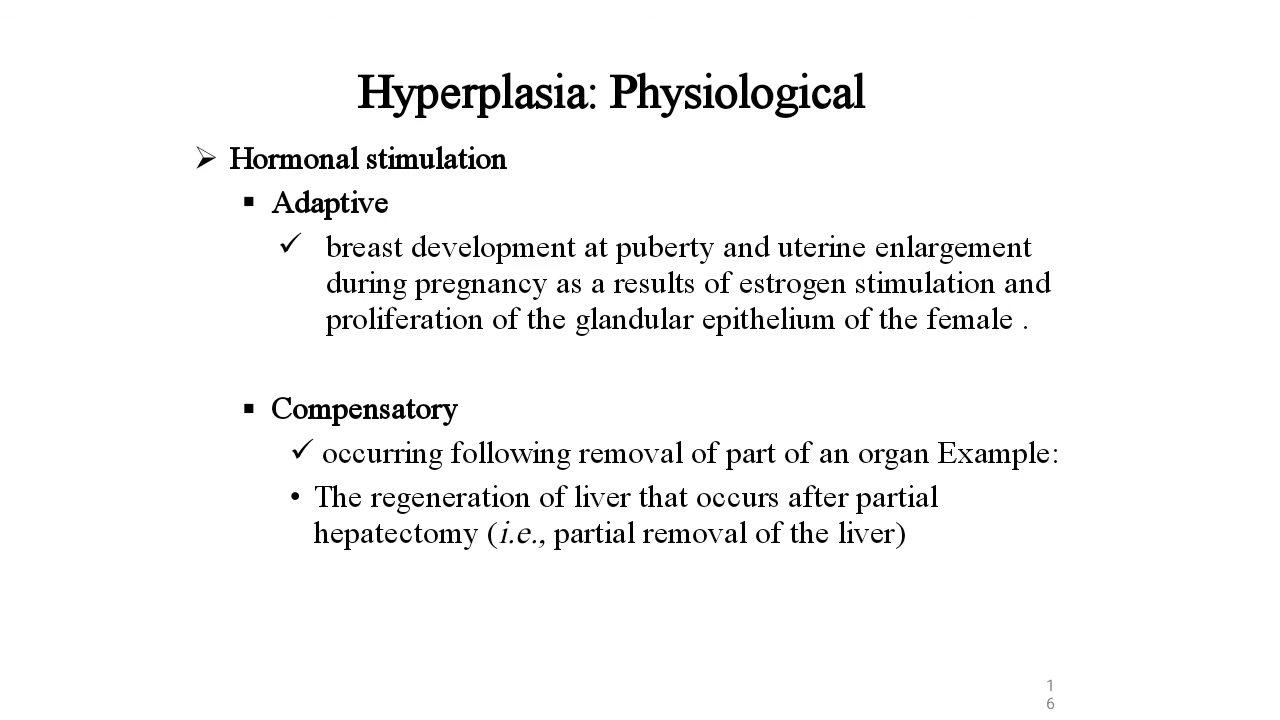 Hyperplasia: Physiological
➢ Hormonal stimulation
▪ Adaptive
✓ breast development at puberty and uterine enlargement
during pregnancy as a results of estrogen stimulation and
proliferation of the glandular epithelium of the female .
▪ Compensatory
✓ occurring following removal of part of an organ Example:
• The regeneration of liver that occurs after partial
hepatectomy (i.e., partial removal of the liver)
1
6